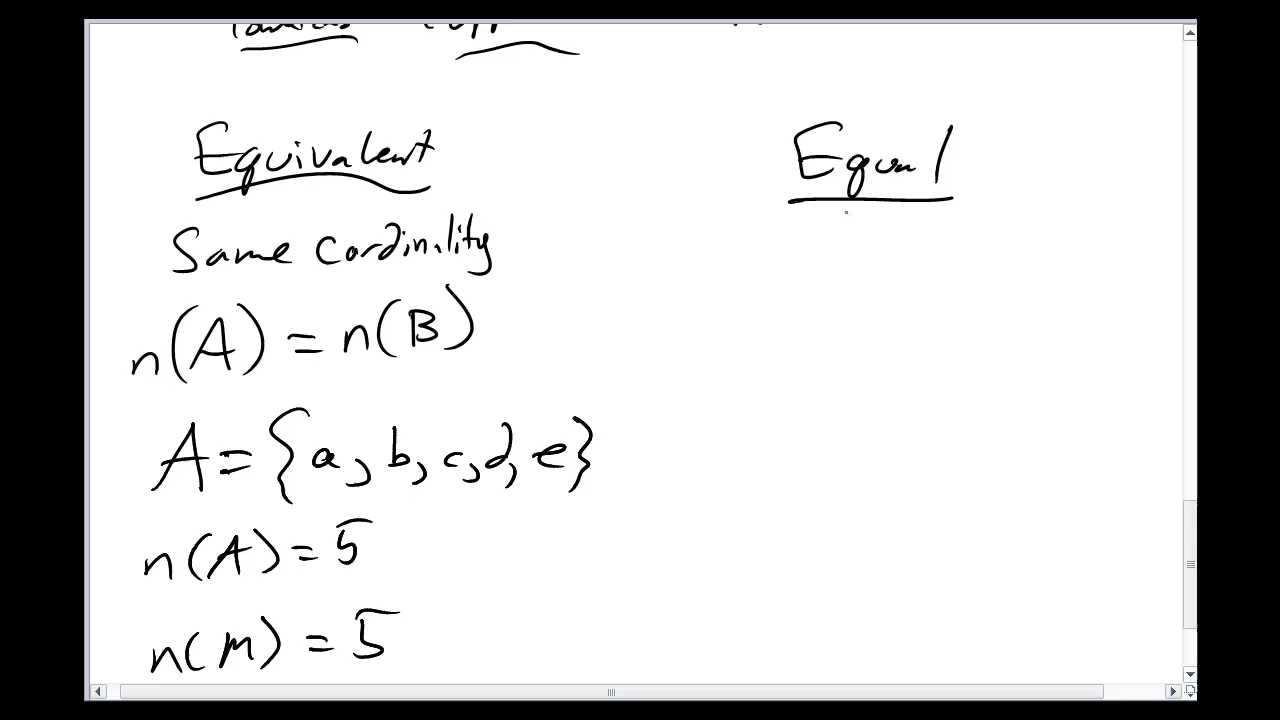 Equivalent
Equal
Same cardinality
n(A) = n(B)
A = {a, b, c, d, e}
n(A) = 5
n(M) = 5